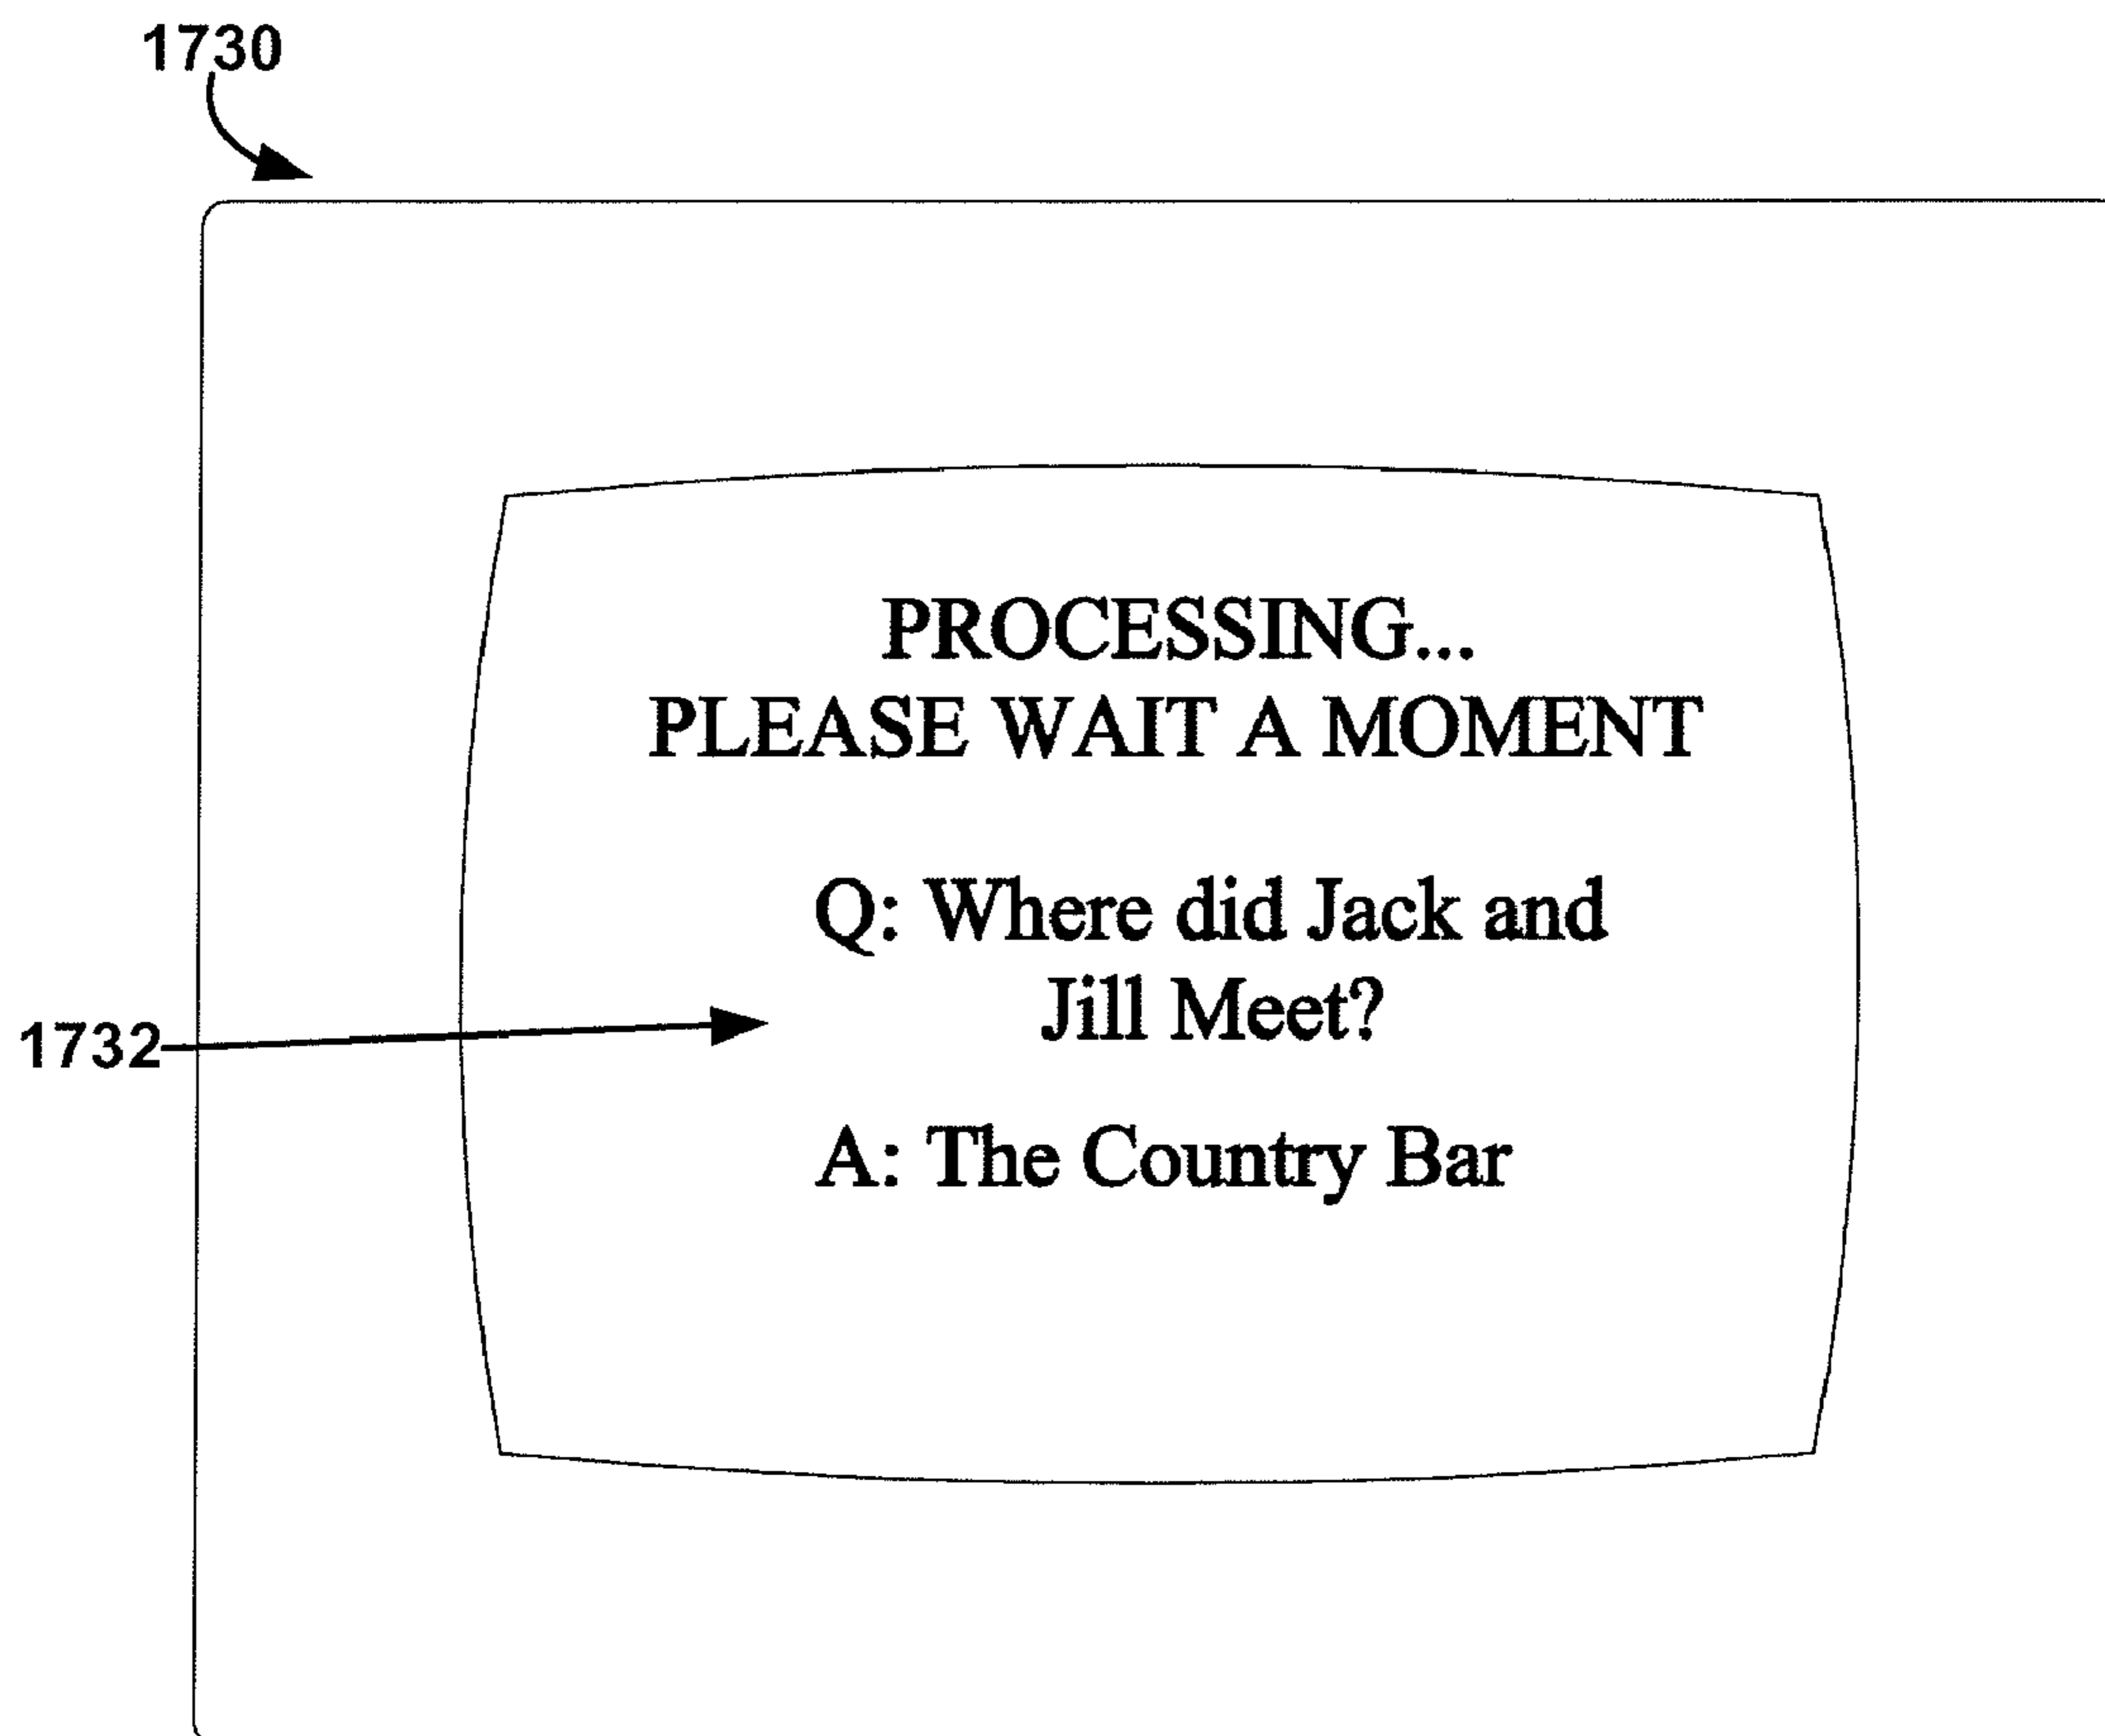 1730
PROCESSING...
PLEASE WAIT A MOMENT
Q: Where did Jack and
Jill Meet?
1732
A: The Country Bar